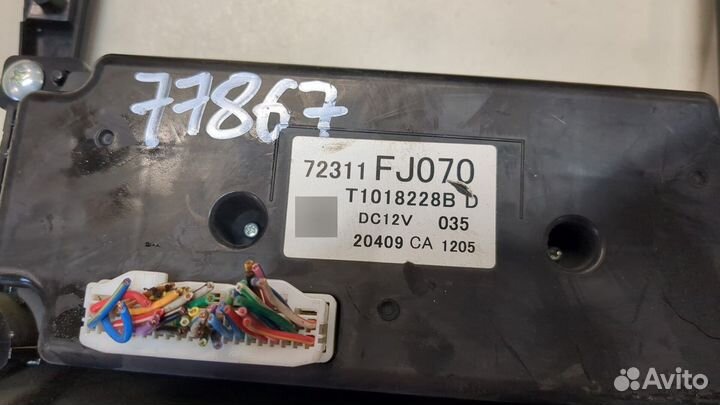 77867
72311 FJ070
T1018228B D
DC12V 035
20409 CA 1205
Avito